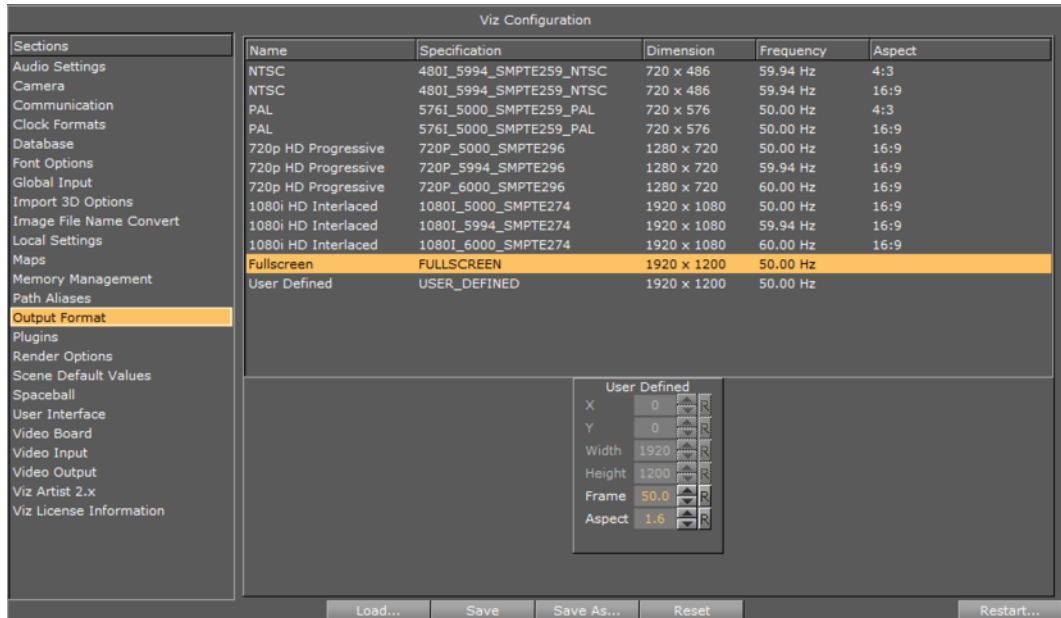 Viz Configuration
Sections
Audio Settings
Camera
Communication
Clock Formats
Database
Font Options
Global Input
Import 3D Options
Image File Name Convert
Local Settings
Maps
Memory Management
Path Aliases
Output Format
Plugins
Render Options
Scene Default Values
Spaceball
User Interface
Video Board
Video Input
Video Output
Viz Artist 2.x
Viz License Information
Name Specification Dimension Frequency Aspect
NTSC 480I_5994_SMPTE259_NTSC 720 x 486 59.94 Hz 4:3
NTSC 480I_5994_SMPTE259_NTSC 720 x 486 59.94 Hz 16:9
PAL 576I_5000_SMPTE259_PAL 720 x 576 50.00 Hz 4:3
PAL 576I_5000_SMPTE259_PAL 720 x 576 50.00 Hz 16:9
720p HD Progressive 720P_5000_SMPTE296 1280 x 720 50.00 Hz 16:9
720p HD Progressive 720P_5994_SMPTE296 1280 x 720 59.94 Hz 16:9
720p HD Progressive 720P_6000_SMPTE296 1280 x 720 60.00 Hz 16:9
1080i HD Interlaced 1080I_5000_SMPTE274 1920 x 1080 50.00 Hz 16:9
1080i HD Interlaced 1080I_5994_SMPTE274 1920 x 1080 59.94 Hz 16:9
1080i HD Interlaced 1080I_6000_SMPTE274 1920 x 1080 60.00 Hz 16:9
Fullscreen FULLSCREEN 1920 x 1200 50.00 Hz
User Defined USER_DEFINED 1920 x 1200 50.00 Hz
User Defined
X 0 R
Y 0 R
Width 1920 R
Height 1200 R
Frame 50.0 R
Aspect 1.6 R
Load... Save Save As... Reset Restart...